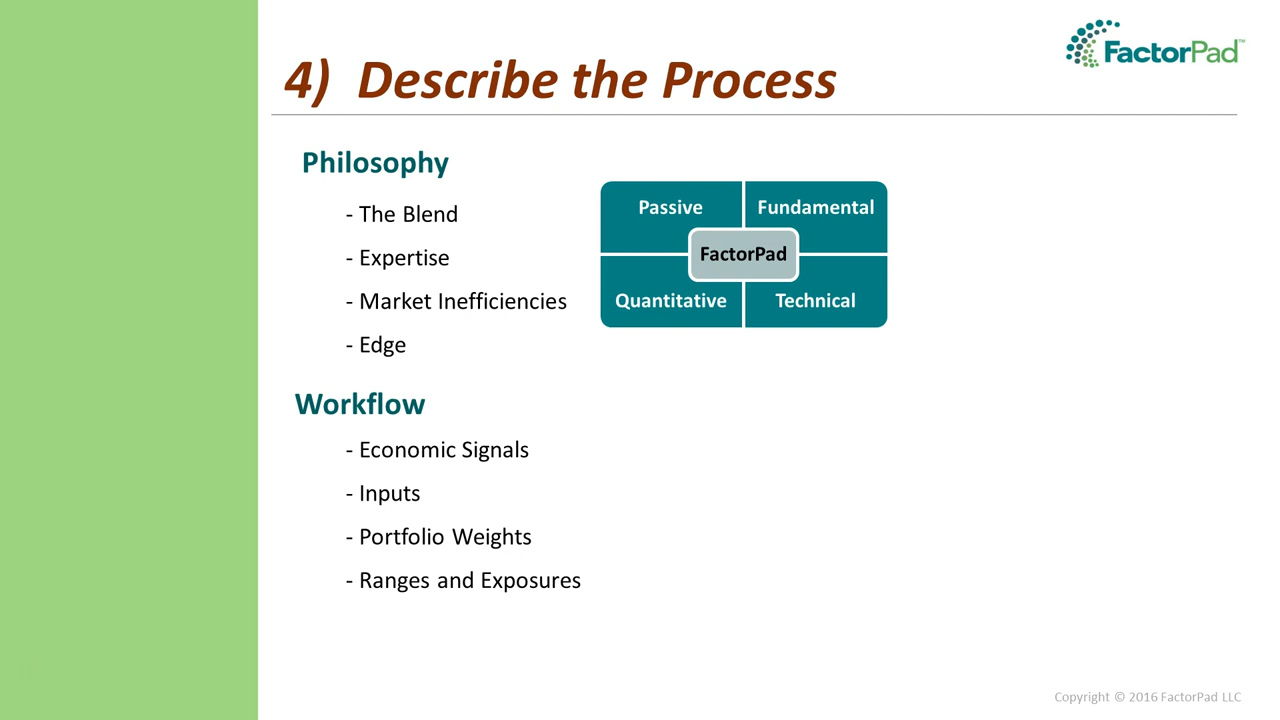 FactorPad™
4) Describe the Process
Philosophy
- The Blend
- Expertise
- Market Inefficiencies
- Edge
Passive
Fundamental
FactorPad
Quantitative
Technical
Workflow
- Economic Signals
- Inputs
- Portfolio Weights
- Ranges and Exposures
Copyright © 2016 FactorPad LLC